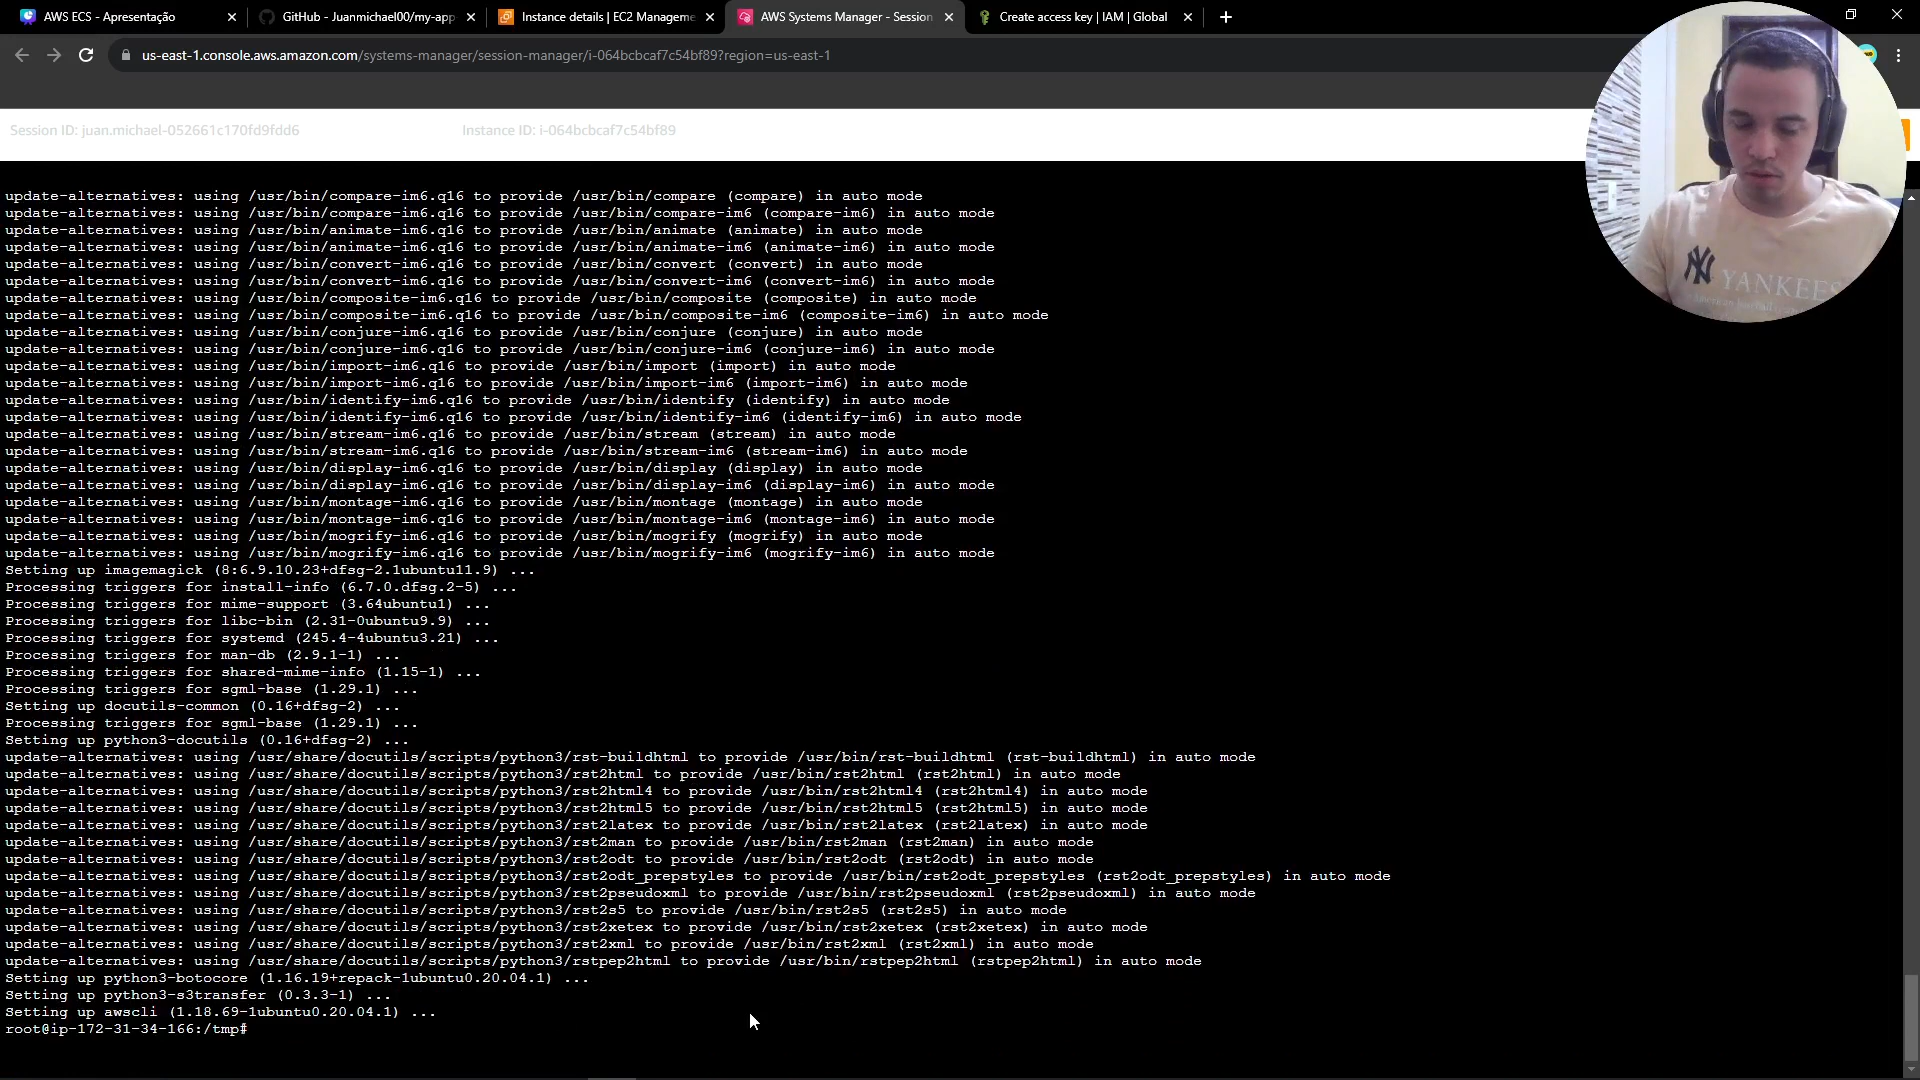 AWS ECS - Apresentação
GitHub - Juanmichael00/my-app
Instance details | EC2 Manageme
AWS Systems Manager - Session
Create access key | IAM | Global
us-east-1.console.aws.amazon.com/systems-manager/session-manager/i-064bcbcaf7c54bf89?region=us-east-1
Session ID: juan.michael-052661c170fd9fdd6
Instance ID: i-064bcbcaf7c54bf89
update-alternatives: using /usr/bin/compare-im6.q16 to provide /usr/bin/compare (compare) in auto mode
update-alternatives: using /usr/bin/compare-im6.q16 to provide /usr/bin/compare-im6 (compare-im6) in auto mode
update-alternatives: using /usr/bin/animate-im6.q16 to provide /usr/bin/animate (animate) in auto mode
update-alternatives: using /usr/bin/animate-im6.q16 to provide /usr/bin/animate-im6 (animate-im6) in auto mode
update-alternatives: using /usr/bin/convert-im6.q16 to provide /usr/bin/convert (convert) in auto mode
update-alternatives: using /usr/bin/convert-im6.q16 to provide /usr/bin/convert-im6 (convert-im6) in auto mode
update-alternatives: using /usr/bin/composite-im6.q16 to provide /usr/bin/composite (composite) in auto mode
update-alternatives: using /usr/bin/composite-im6.q16 to provide /usr/bin/composite-im6 (composite-im6) in auto mode
update-alternatives: using /usr/bin/conjure-im6.q16 to provide /usr/bin/conjure (conjure) in auto mode
update-alternatives: using /usr/bin/conjure-im6.q16 to provide /usr/bin/conjure-im6 (conjure-im6) in auto mode
update-alternatives: using /usr/bin/import-im6.q16 to provide /usr/bin/import (import) in auto mode
update-alternatives: using /usr/bin/import-im6.q16 to provide /usr/bin/import-im6 (import-im6) in auto mode
update-alternatives: using /usr/bin/identify-im6.q16 to provide /usr/bin/identify (identify) in auto mode
update-alternatives: using /usr/bin/identify-im6.q16 to provide /usr/bin/identify-im6 (identify-im6) in auto mode
update-alternatives: using /usr/bin/stream-im6.q16 to provide /usr/bin/stream (stream) in auto mode
update-alternatives: using /usr/bin/stream-im6.q16 to provide /usr/bin/stream-im6 (stream-im6) in auto mode
update-alternatives: using /usr/bin/display-im6.q16 to provide /usr/bin/display (display) in auto mode
update-alternatives: using /usr/bin/display-im6.q16 to provide /usr/bin/display-im6 (display-im6) in auto mode
update-alternatives: using /usr/bin/montage-im6.q16 to provide /usr/bin/montage (montage) in auto mode
update-alternatives: using /usr/bin/montage-im6.q16 to provide /usr/bin/montage-im6 (montage-im6) in auto mode
update-alternatives: using /usr/bin/mogrify-im6.q16 to provide /usr/bin/mogrify (mogrify) in auto mode
update-alternatives: using /usr/bin/mogrify-im6.q16 to provide /usr/bin/mogrify-im6 (mogrify-im6) in auto mode
Setting up imagemagick (8:6.9.10.23+dfsg-2.1ubuntu11.9) ...
Processing triggers for install-info (6.7.0.dfsg.2-5) ...
Processing triggers for mime-support (3.64ubuntu1) ...
Processing triggers for libc-bin (2.31-0ubuntu9.9) ...
Processing triggers for systemd (245.4-4ubuntu3.21) ...
Processing triggers for man-db (2.9.1-1) ...
Processing triggers for shared-mime-info (1.15-1) ...
Processing triggers for sgml-base (1.29.1) ...
Setting up docutils-common (0.16+dfsg-2) ...
Processing triggers for sgml-base (1.29.1) ...
Setting up python3-docutils (0.16+dfsg-2) ...
update-alternatives: using /usr/share/docutils/scripts/python3/rst-buildhtml to provide /usr/bin/rst-buildhtml (rst-buildhtml) in auto mode
update-alternatives: using /usr/share/docutils/scripts/python3/rst2html to provide /usr/bin/rst2html (rst2html) in auto mode
update-alternatives: using /usr/share/docutils/scripts/python3/rst2html4 to provide /usr/bin/rst2html4 (rst2html4) in auto mode
update-alternatives: using /usr/share/docutils/scripts/python3/rst2html5 to provide /usr/bin/rst2html5 (rst2html5) in auto mode
update-alternatives: using /usr/share/docutils/scripts/python3/rst2latex to provide /usr/bin/rst2latex (rst2latex) in auto mode
update-alternatives: using /usr/share/docutils/scripts/python3/rst2man to provide /usr/bin/rst2man (rst2man) in auto mode
update-alternatives: using /usr/share/docutils/scripts/python3/rst2odt to provide /usr/bin/rst2odt (rst2odt) in auto mode
update-alternatives: using /usr/share/docutils/scripts/python3/rst2odt_prepstyles to provide /usr/bin/rst2odt_prepstyles (rst2odt_prepstyles) in auto mode
update-alternatives: using /usr/share/docutils/scripts/python3/rst2pseudoxml to provide /usr/bin/rst2pseudoxml (rst2pseudoxml) in auto mode
update-alternatives: using /usr/share/docutils/scripts/python3/rst2s5 to provide /usr/bin/rst2s5 (rst2s5) in auto mode
update-alternatives: using /usr/share/docutils/scripts/python3/rst2xetex to provide /usr/bin/rst2xetex (rst2xetex) in auto mode
update-alternatives: using /usr/share/docutils/scripts/python3/rst2xml to provide /usr/bin/rst2xml (rst2xml) in auto mode
update-alternatives: using /usr/share/docutils/scripts/python3/rstpep2html to provide /usr/bin/rstpep2html (rstpep2html) in auto mode
Setting up python3-botocore (1.16.19+repack-1ubuntu0.20.04.1) ...
Setting up python3-s3transfer (0.3.3-1) ...
Setting up awscli (1.18.69-1ubuntu0.20.04.1) ...
root@ip-172-31-34-166:/tmp#
NY YANKEES